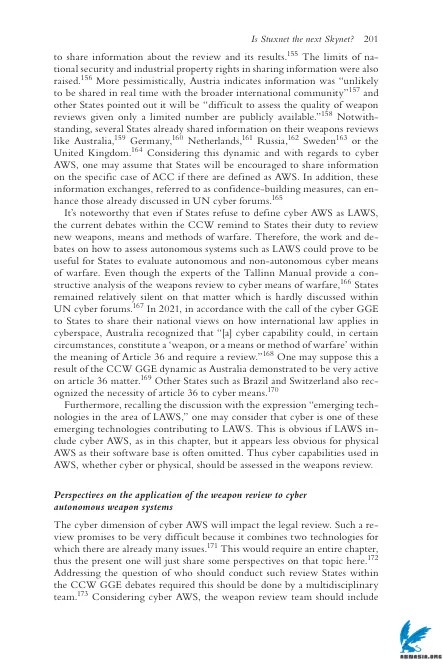 Is Stuxnet the next Skynet? 201
to share information about the review and its results.155 The limits of na-
tional security and industrial property rights in sharing information were also
raised.156 More pessimistically, Austria indicates information was “unlikely
to be shared in real time with the broader international community”157 and
other States pointed out it will be “difficult to assess the quality of weapon
reviews given only a limited number are publicly available.”158 Notwith-
standing, several States already shared information on their weapons reviews
like Australia,159 Germany,160 Netherlands,161 Russia,162 Sweden163 or the
United Kingdom.164 Considering this dynamic and with regards to cyber
AWS, one may assume that States will be encouraged to share information
on the specific case of ACC if there are defined as AWS. In addition, these
information exchanges, referred to as confidence-building measures, can en-
hance those already discussed in UN cyber forums.165
It’s noteworthy that even if States refuse to define cyber AWS as LAWS,
the current debates within the CCW remind to States their duty to review
new weapons, means and methods of warfare. Therefore, the work and de-
bates on how to assess autonomous systems such as LAWS could prove to be
useful for States to evaluate autonomous and non-autonomous cyber means
of warfare. Even though the experts of the Tallinn Manual provide a con-
structive analysis of the weapons review to cyber means of warfare,166 States
remained relatively silent on that matter which is hardly discussed within
UN cyber forums.167 In 2021, in accordance with the call of the cyber GGE
to States to share their national views on how international law applies in
cyberspace, Australia recognized that “[a] cyber capability could, in certain
circumstances, constitute a ‘weapon, or a means or method of warfare’ within
the meaning of Article 36 and require a review.”168 One may suppose this a
result of the CCW GGE dynamic as Australia demonstrated to be very active
on article 36 matter.169 Other States such as Brazil and Switzerland also rec-
ognized the necessity of article 36 to cyber means.170
Furthermore, recalling the discussion with the expression “emerging tech-
nologies in the area of LAWS,” one may consider that cyber is one of these
emerging technologies contributing to LAWS. This is obvious if LAWS in-
clude cyber AWS, as in this chapter, but it appears less obvious for physical
AWS as their software base is often omitted. Thus cyber capabilities used in
AWS, whether cyber or physical, should be assessed in the weapons review.
Perspectives on the application of the weapon review to cyber
autonomous weapon systems
The cyber dimension of cyber AWS will impact the legal review. Such a re-
view promises to be very difficult because it combines two technologies for
which there are already many issues.171 This would require an entire chapter,
thus the present one will just share some perspectives on that topic here.172
Addressing the question of who should conduct such review States within
the CCW GGE debates required this should be done by a multidisciplinary
team.173 Considering cyber AWS, the weapon review team should include